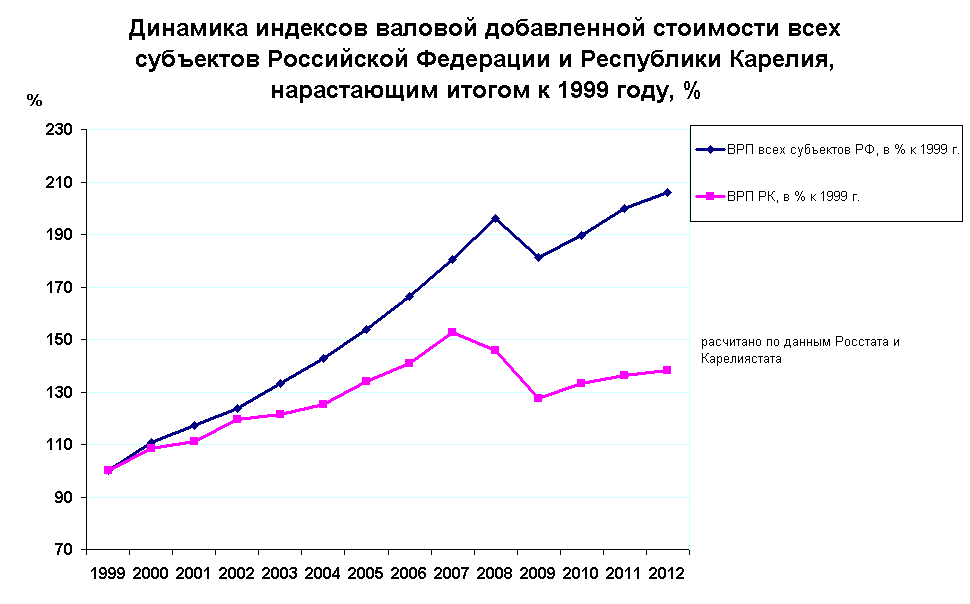 Динамика индексов валовой добавленной стоимости всех
субъектов Российской Федерации и Республики Карелия,
нарастающим итогом к 1999 году, %
%
230
210
190
170
150
130
110
90
70
1999 2000 2001 2002 2003 2004 2005 2006 2007 2008 2009 2010 2011 2012
ВРП всех субъектов РФ, в % к 1999 г.
ВРП РК, в % к 1999 г.
расчитано по данным Росстата и
Карелиястата